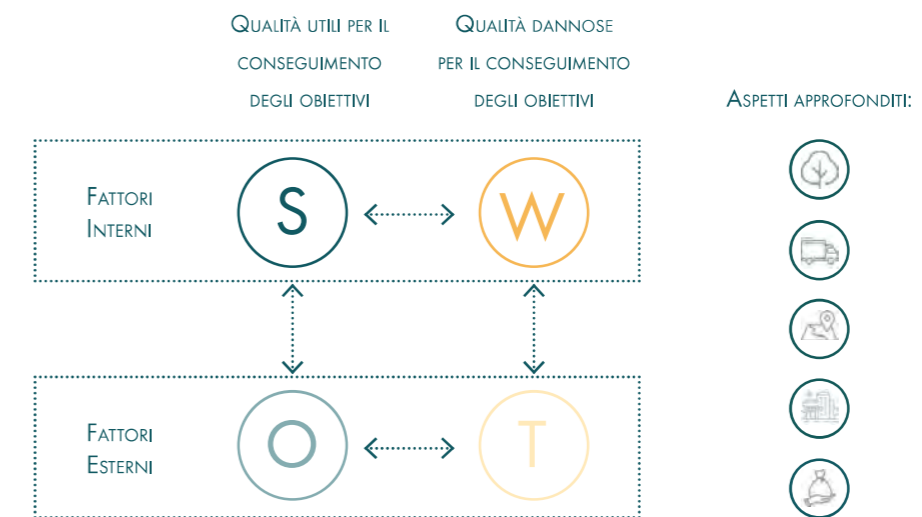 Qualità utili per il
conseguimento
degli obiettivi
Qualità dannose
per il conseguimento
degli obiettivi
Aspetti approfonditi:
Fattori
Interni
S
W
Fattori
Esterni
O
T